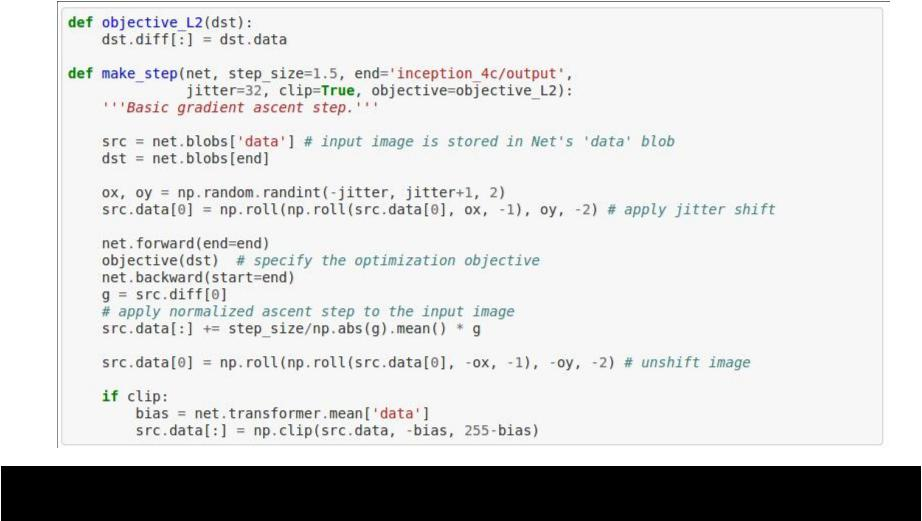 def objective_L2(dst):
    dst.diff[:] = dst.data
def make_step(net, step_size=1.5, end='inception_4c/output',
              jitter=32, clip=True, objective=objective_L2):
    '''Basic gradient ascent step.'''
    src = net.blobs['data'] # input image is stored in Net's 'data' blob
    dst = net.blobs[end]
    ox, oy = np.random.randint(-jitter, jitter+1, 2)
    src.data[0] = np.roll(np.roll(src.data[0], ox, -1), oy, -2) # apply jitter shift
    net.forward(end=end)
    objective(dst)  # specify the optimization objective
    net.backward(start=end)
    g = src.diff[0]
    # apply normalized ascent step to the input image
    src.data[:] += step_size/np.abs(g).mean() * g
    src.data[0] = np.roll(np.roll(src.data[0], -ox, -1), -oy, -2) # unshift image
    if clip:
        bias = net.transformer.mean['data']
        src.data[:] = np.clip(src.data, -bias, 255-bias)